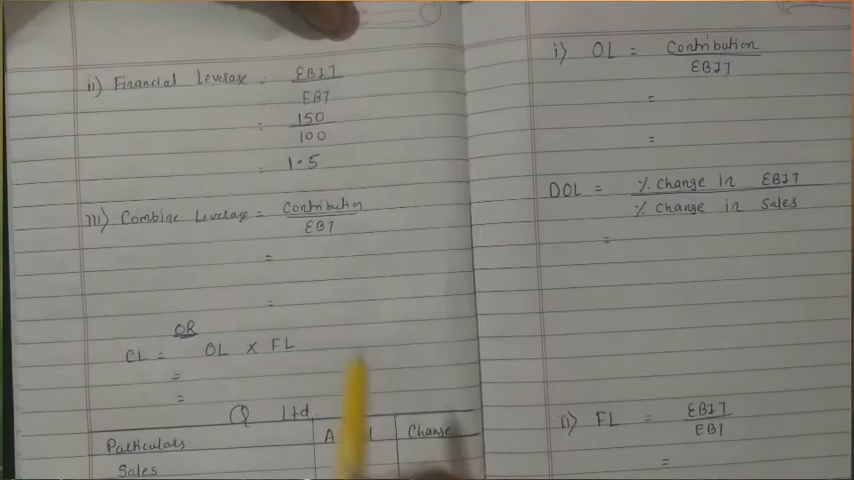 ii) Financial Leverage = EBIT
EBT
= 150
100
= 1.5
iii) Combine Leverage = Contribution
EBT
=
=
OR
CL = OL x FL
=
=
Q Ltd.
Particulars Change
Sales
i) OL = Contribution
EBIT
=
=
DOL = % Change in EBIT
% Change in Sales
=
ii) FL = EBIT
EBT
=